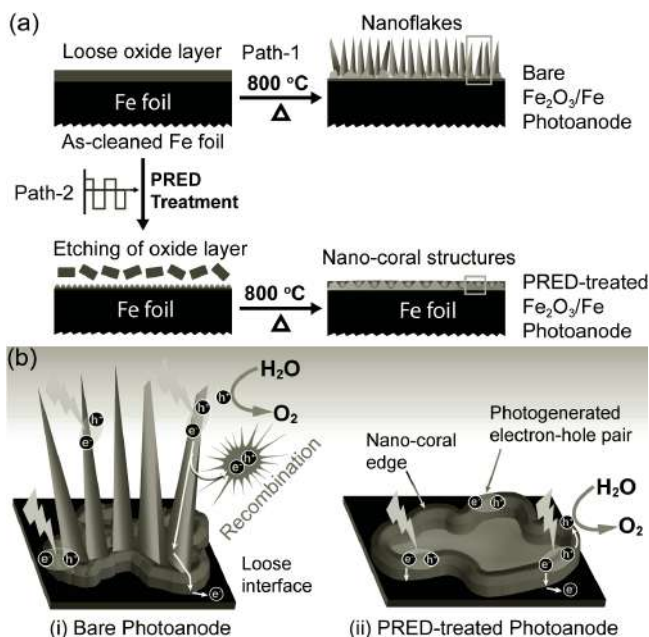 (a)
Loose oxide layer
Path-1
Nanoflakes
800 °C
Δ
Fe foil
Bare
Fe₂O₃/Fe
Photoanode
As-cleaned Fe foil
Path-2
PRED
Treatment
Etching of oxide layer
Nano-coral structures
800 °C
Δ
Fe foil
Fe foil
PRED-treated
Fe₂O₃/Fe
Photoanode
(b)
H₂O
O₂
h⁺
h⁺
h⁺
e⁻
e⁻
e⁻
h⁺
Recombination
e⁻
h⁺
Loose
interface
e⁻
(i) Bare Photoanode
Photogenerated
electron-hole pair
Nano-coral
edge
e⁻
h⁺
H₂O
O₂
h⁺
e⁻
h⁺
e⁻
h⁺
e⁻
(ii) PRED-treated Photoanode